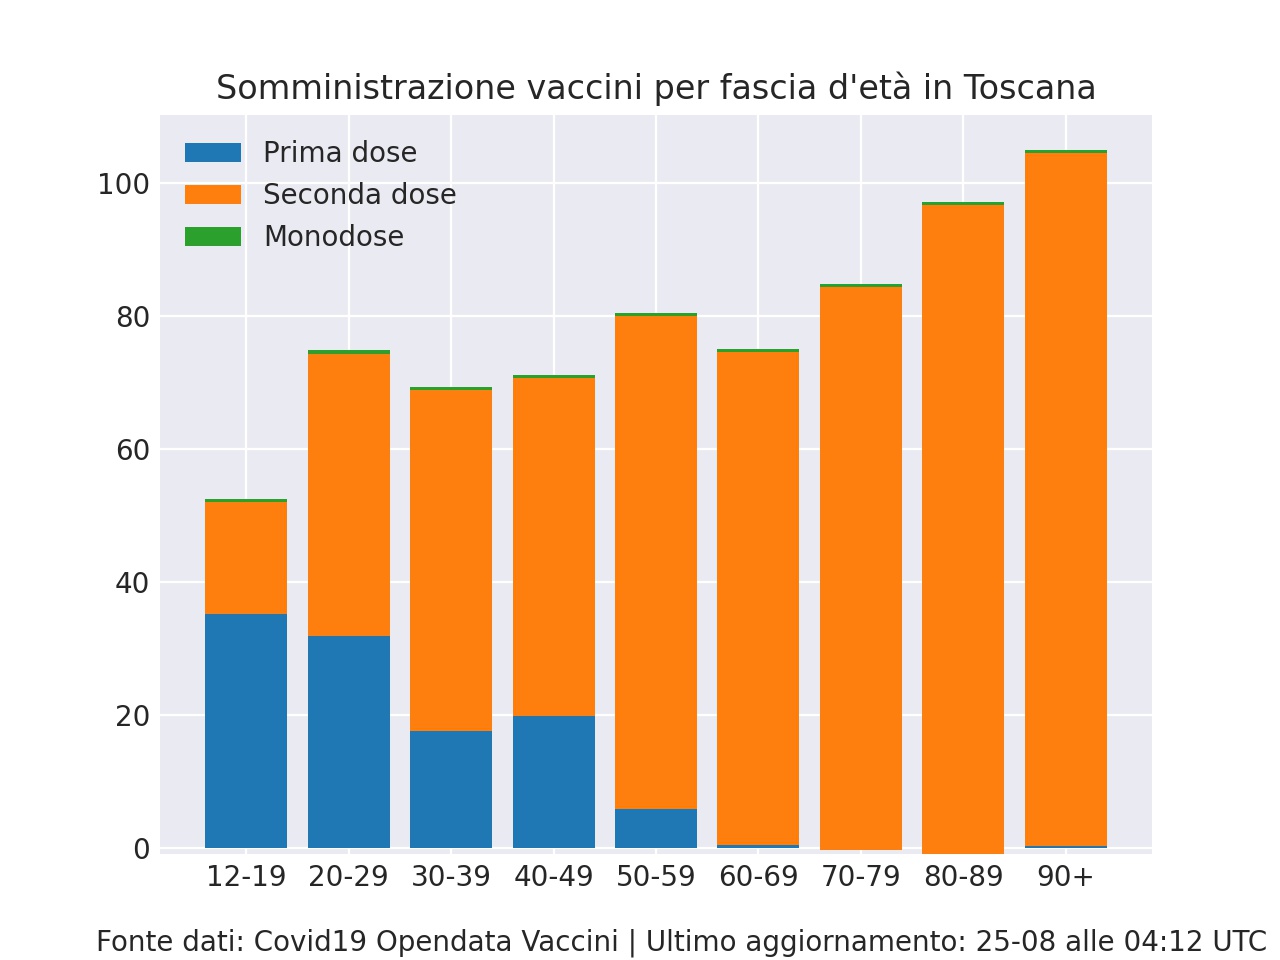 Somministrazione vaccini per fascia d'età in Toscana
Prima dose
Seconda dose
Monodose
100
80
60
40
20
0
12-19 20-29 30-39 40-49 50-59 60-69 70-79 80-89 90+
Fonte dati: Covid19 Opendata Vaccini | Ultimo aggiornamento: 25-08 alle 04:12 UTC